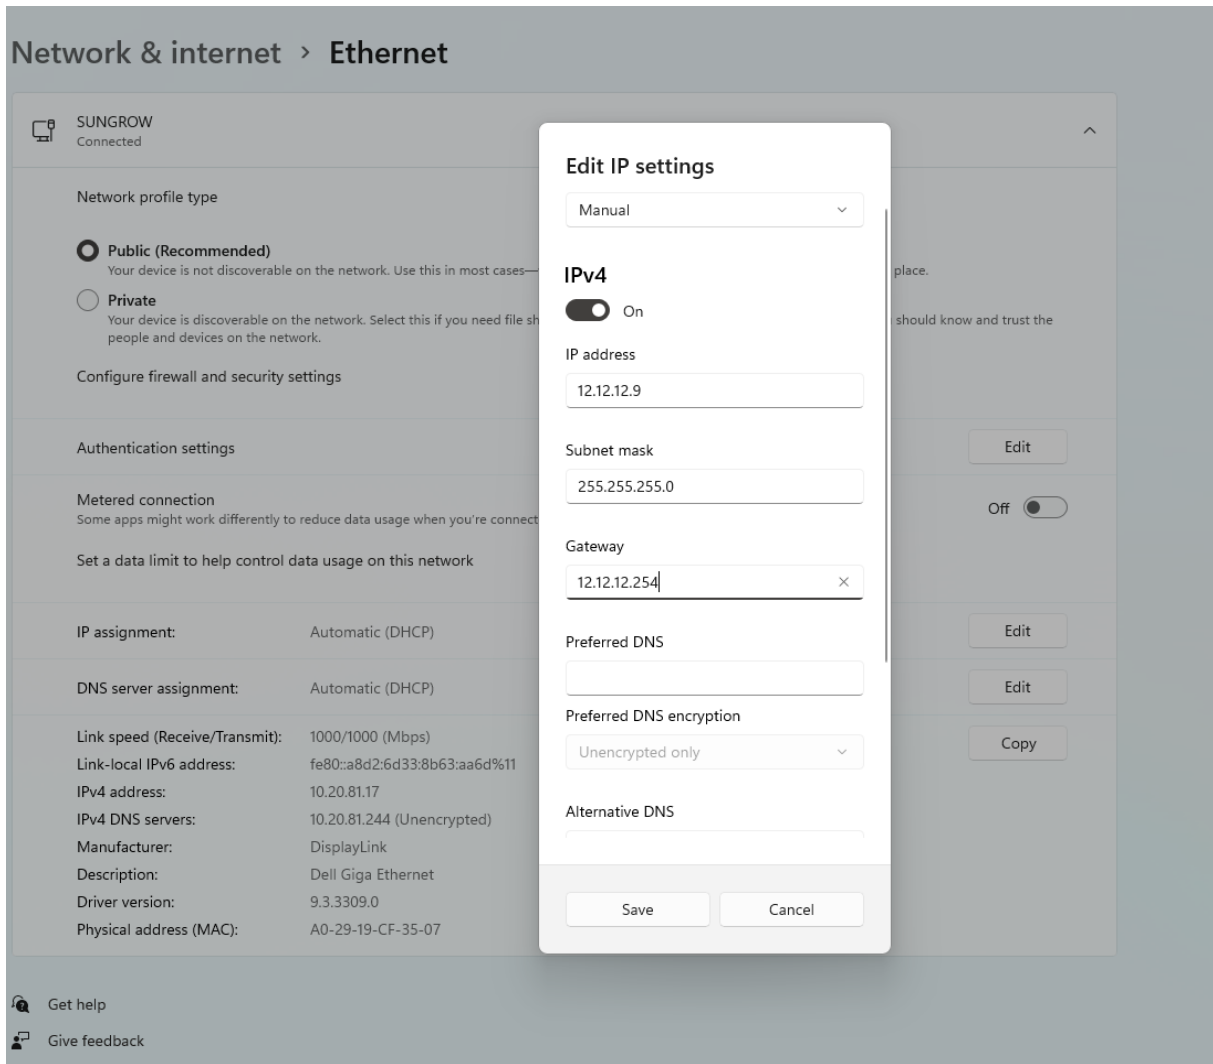 Network & internet › Ethernet
SUNGROW
Connected
Network profile type
Public (Recommended)
Your device is not discoverable on the network. Use this in most cases— place.
Private
Your device is discoverable on the network. Select this if you need file sh should know and trust the
people and devices on the network.
Configure firewall and security settings
Authentication settings
Edit
Metered connection
Some apps might work differently to reduce data usage when you're connect
Off
Set a data limit to help control data usage on this network
IP assignment: Automatic (DHCP)
Edit
DNS server assignment: Automatic (DHCP)
Edit
Link speed (Receive/Transmit): 1000/1000 (Mbps)
Copy
Link-local IPv6 address: fe80::a8d2:6d33:8b63:aa6d%11
IPv4 address: 10.20.81.17
IPv4 DNS servers: 10.20.81.244 (Unencrypted)
Manufacturer: DisplayLink
Description: Dell Giga Ethernet
Driver version: 9.3.3309.0
Physical address (MAC): A0-29-19-CF-35-07
Get help
Give feedback
Edit IP settings
Manual
IPv4
On
IP address
12.12.12.9
Subnet mask
255.255.255.0
Gateway
12.12.12.254
Preferred DNS
Preferred DNS encryption
Unencrypted only
Alternative DNS
Save Cancel